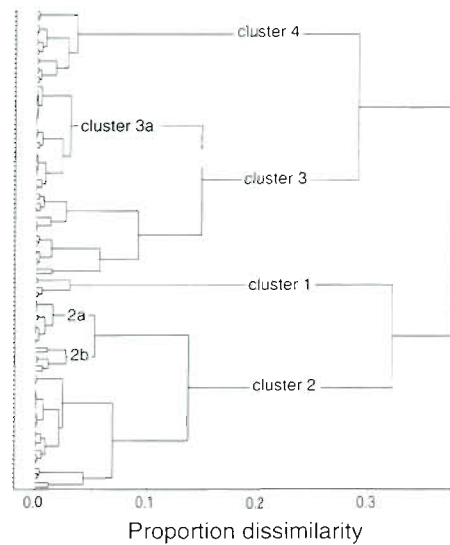 cluster 4
cluster 3a
cluster 3
cluster 1
2a
2b
cluster 2
0.0 0.1 0.2 0.3
Proportion dissimilarity